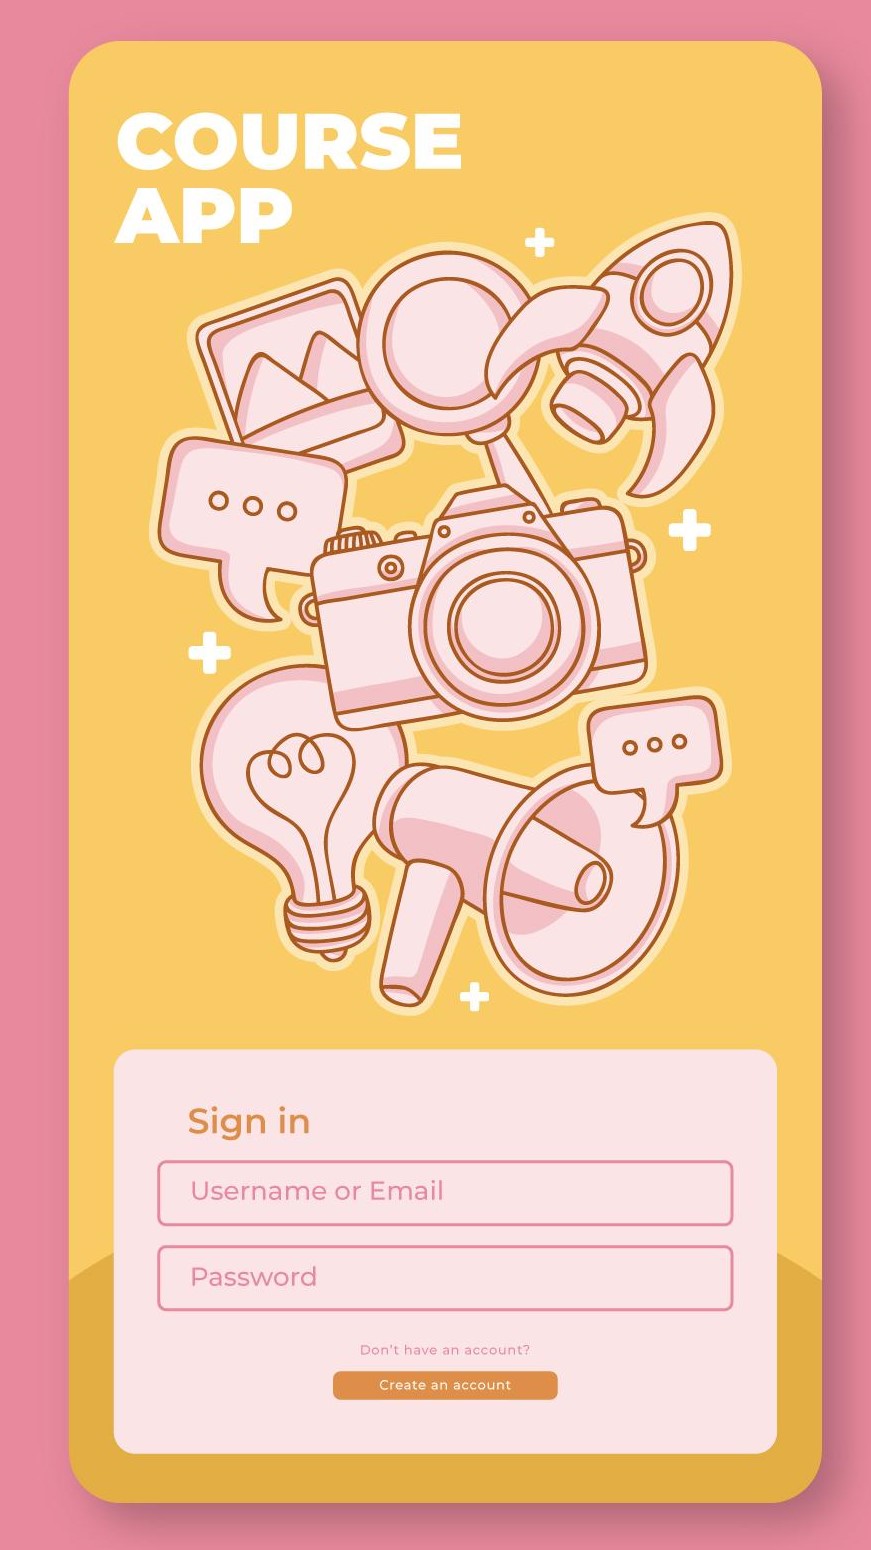 COURSE
APP
Sign in
Username or Email
Password
Don't have an account?
Create an account